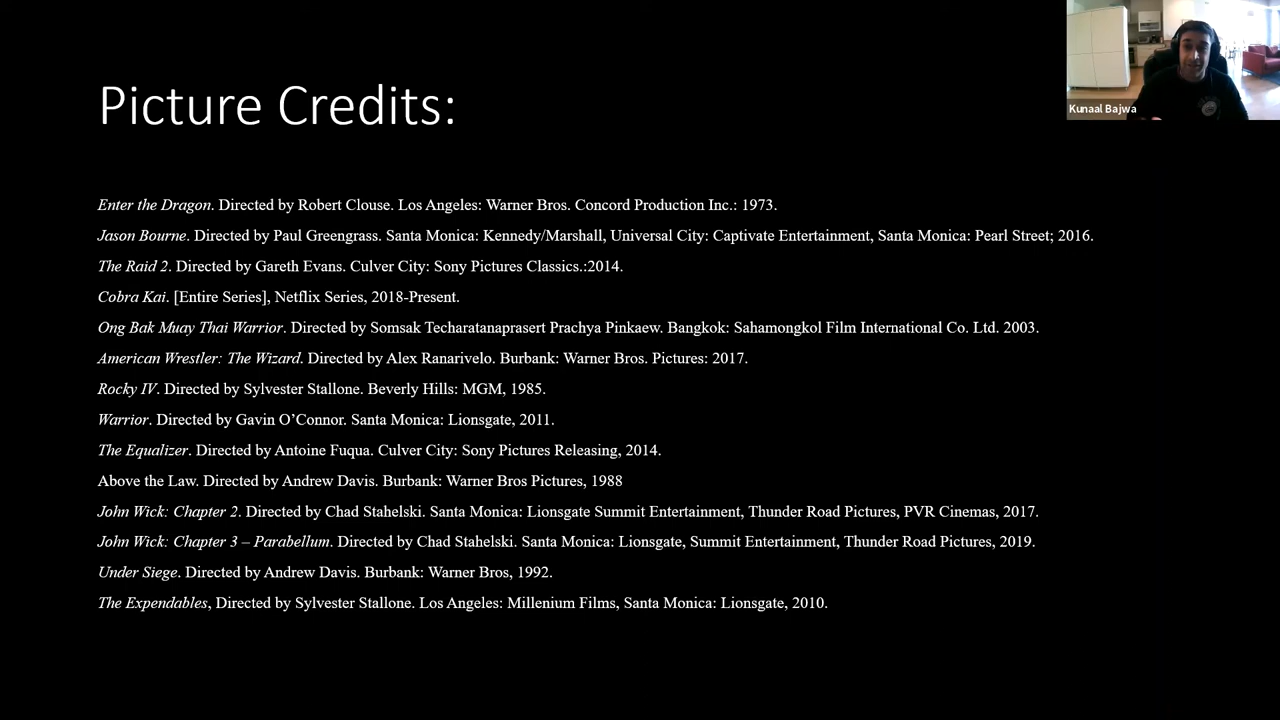 Picture Credits:
Kunaal Bajwa
Enter the Dragon. Directed by Robert Clouse. Los Angeles: Warner Bros. Concord Production Inc.: 1973.
Jason Bourne. Directed by Paul Greengrass. Santa Monica: Kennedy/Marshall, Universal City: Captivate Entertainment, Santa Monica: Pearl Street; 2016.
The Raid 2. Directed by Gareth Evans. Culver City: Sony Pictures Classics.:2014.
Cobra Kai. [Entire Series], Netflix Series, 2018-Present.
Ong Bak Muay Thai Warrior. Directed by Somsak Techaratanaprasert Prachya Pinkaew. Bangkok: Sahamongkol Film International Co. Ltd. 2003.
American Wrestler: The Wizard. Directed by Alex Ranarivelo. Burbank: Warner Bros. Pictures: 2017.
Rocky IV. Directed by Sylvester Stallone. Beverly Hills: MGM, 1985.
Warrior. Directed by Gavin O’Connor. Santa Monica: Lionsgate, 2011.
The Equalizer. Directed by Antoine Fuqua. Culver City: Sony Pictures Releasing, 2014.
Above the Law. Directed by Andrew Davis. Burbank: Warner Bros Pictures, 1988
John Wick: Chapter 2. Directed by Chad Stahelski. Santa Monica: Lionsgate Summit Entertainment, Thunder Road Pictures, PVR Cinemas, 2017.
John Wick: Chapter 3 – Parabellum. Directed by Chad Stahelski. Santa Monica: Lionsgate, Summit Entertainment, Thunder Road Pictures, 2019.
Under Siege. Directed by Andrew Davis. Burbank: Warner Bros, 1992.
The Expendables, Directed by Sylvester Stallone. Los Angeles: Millenium Films, Santa Monica: Lionsgate, 2010.